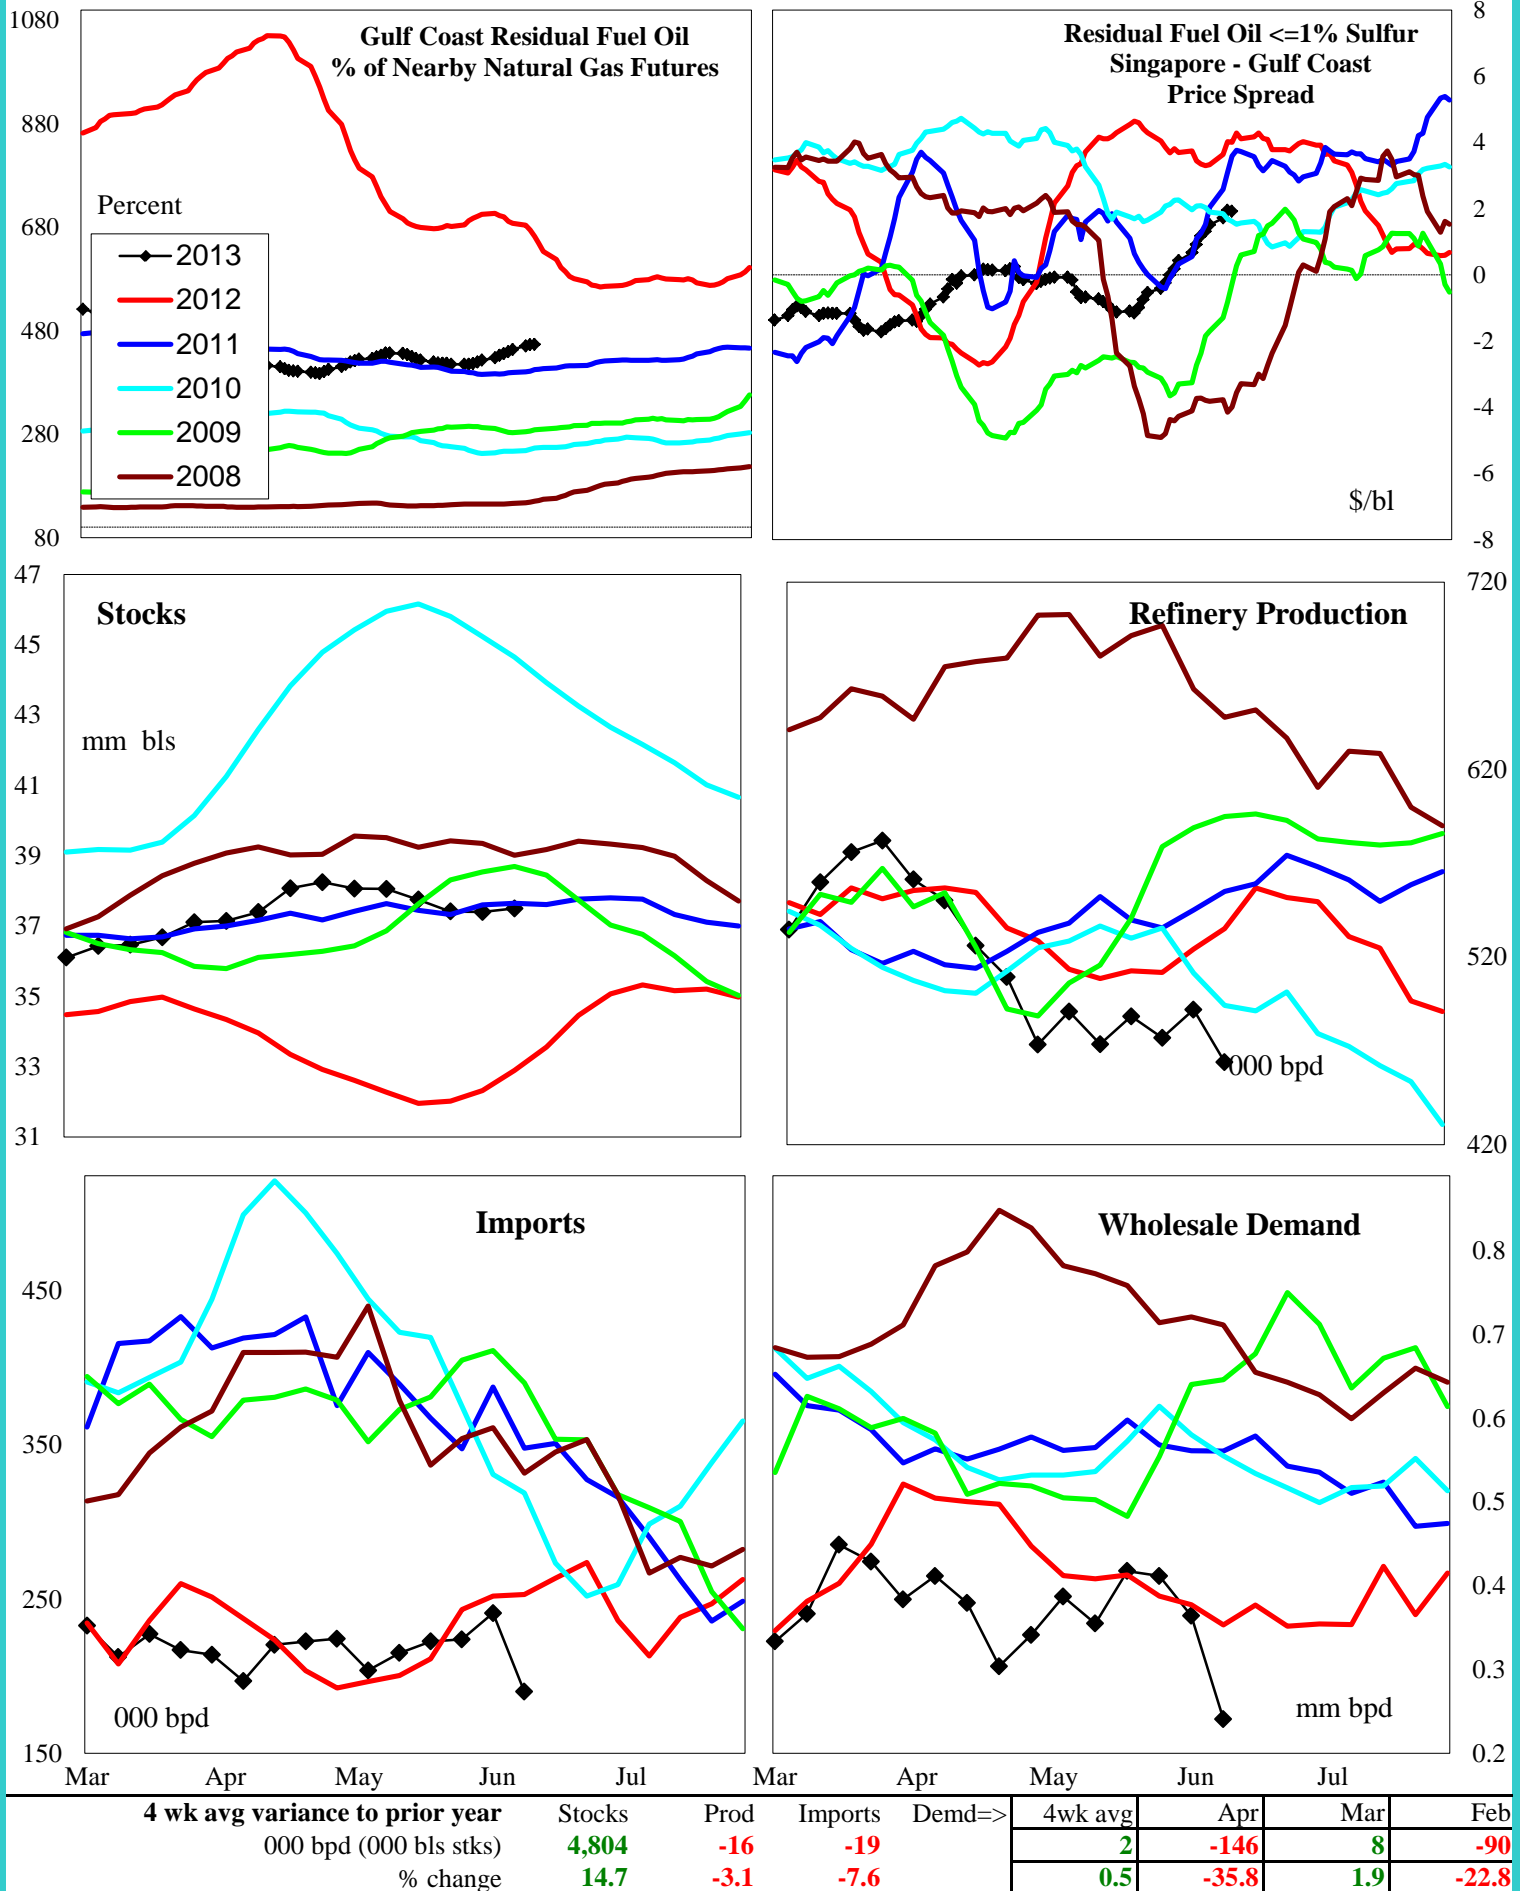 Gulf Coast Residual Fuel Oil
% of Nearby Natural Gas Futures
1080
880
680
480
280
80
Percent
2013
2012
2011
2010
2009
2008
Residual Fuel Oil <=1% Sulfur
Singapore - Gulf Coast
Price Spread
8
6
4
2
0
-2
-4
-6
-8
$/bl
Stocks
47
45
43
41
39
37
35
33
31
mm bls
Refinery Production
720
620
520
420
000 bpd
Imports
450
350
250
150
000 bpd
Mar Apr May Jun Jul
Wholesale Demand
0.8
0.7
0.6
0.5
0.4
0.3
0.2
mm bpd
Mar Apr May Jun Jul
4 wk avg variance to prior year Stocks Prod Imports Demd=> 4wk avg Apr Mar Feb
000 bpd (000 bls stks) 4,804 -16 -19 2 -146 8 -90
% change 14.7 -3.1 -7.6 0.5 -35.8 1.9 -22.8